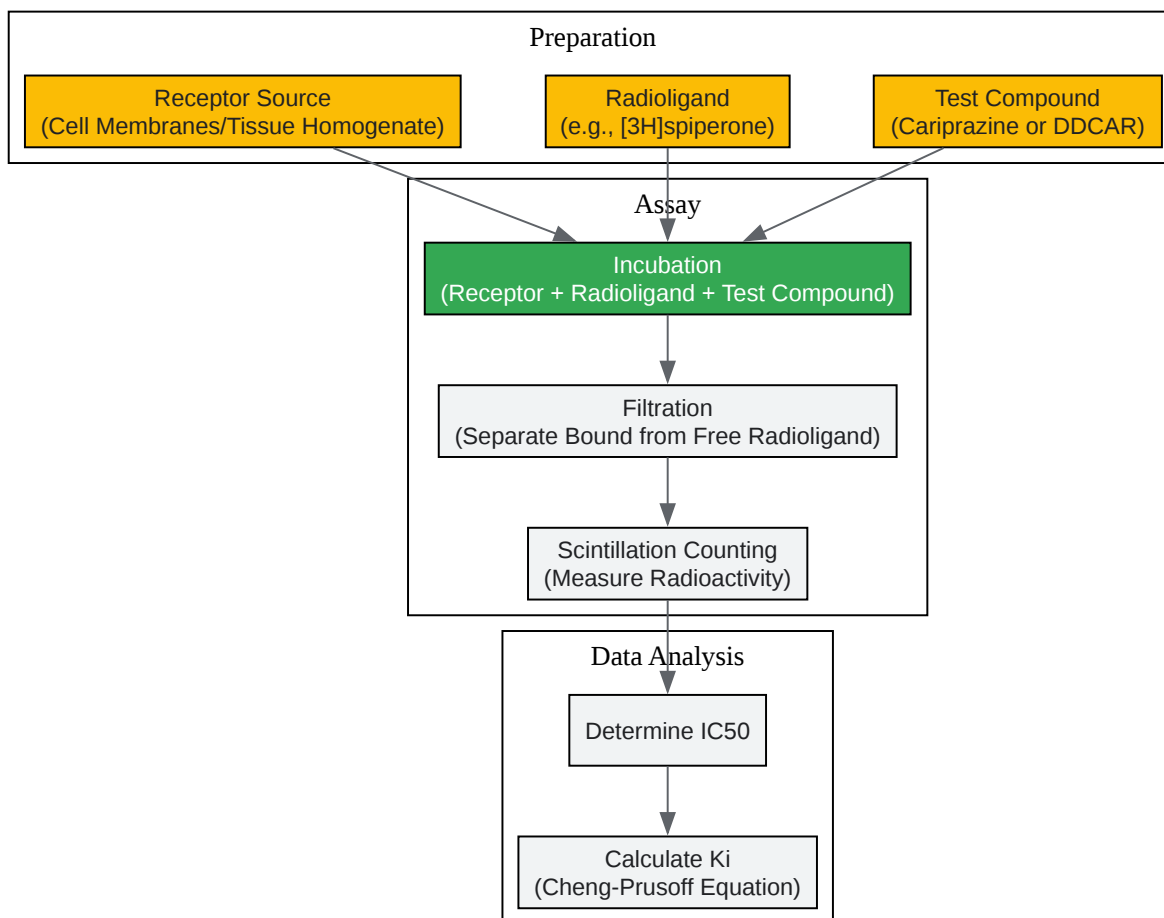 Preparation
Receptor Source
(Cell Membranes/Tissue Homogenate)
Radioligand
(e.g., [3H]spiperone)
Test Compound
(Cariprazine or DDCAR)
Assay
Incubation
(Receptor + Radioligand + Test Compound)
Filtration
(Separate Bound from Free Radioligand)
Scintillation Counting
(Measure Radioactivity)
Data Analysis
Determine IC50
Calculate Ki
(Cheng-Prusoff Equation)